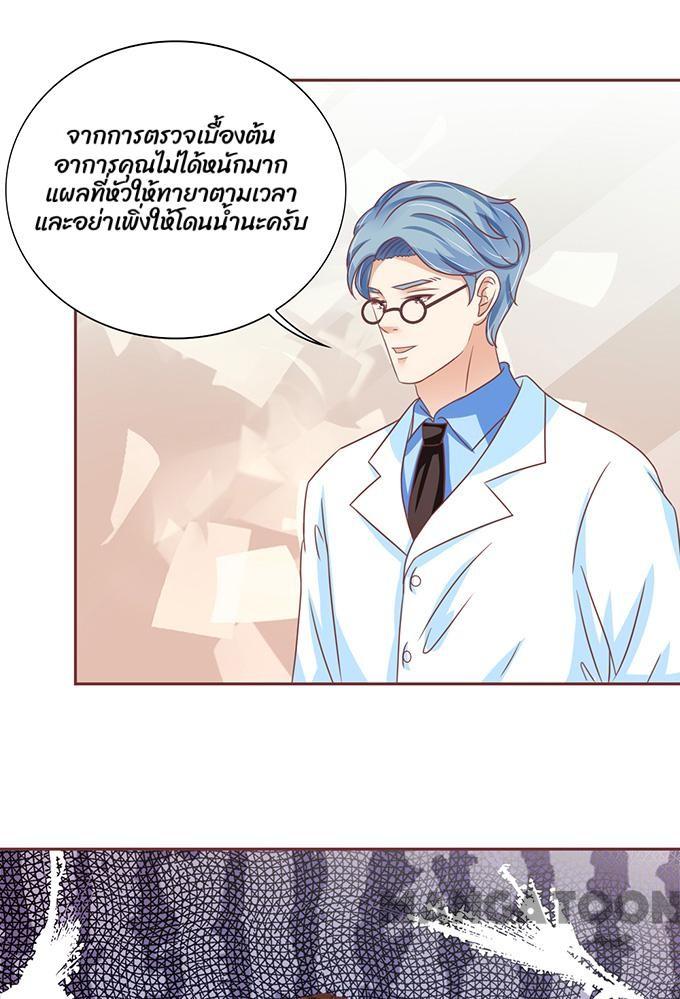 จากการตรวจเบื้องต้น
อาการคุณไม่ได้หนักมาก
แผลที่หัวให้ทายาตามเวลา
และอย่าเพิ่งให้โดนน้ำนะครับ
MANGATOON